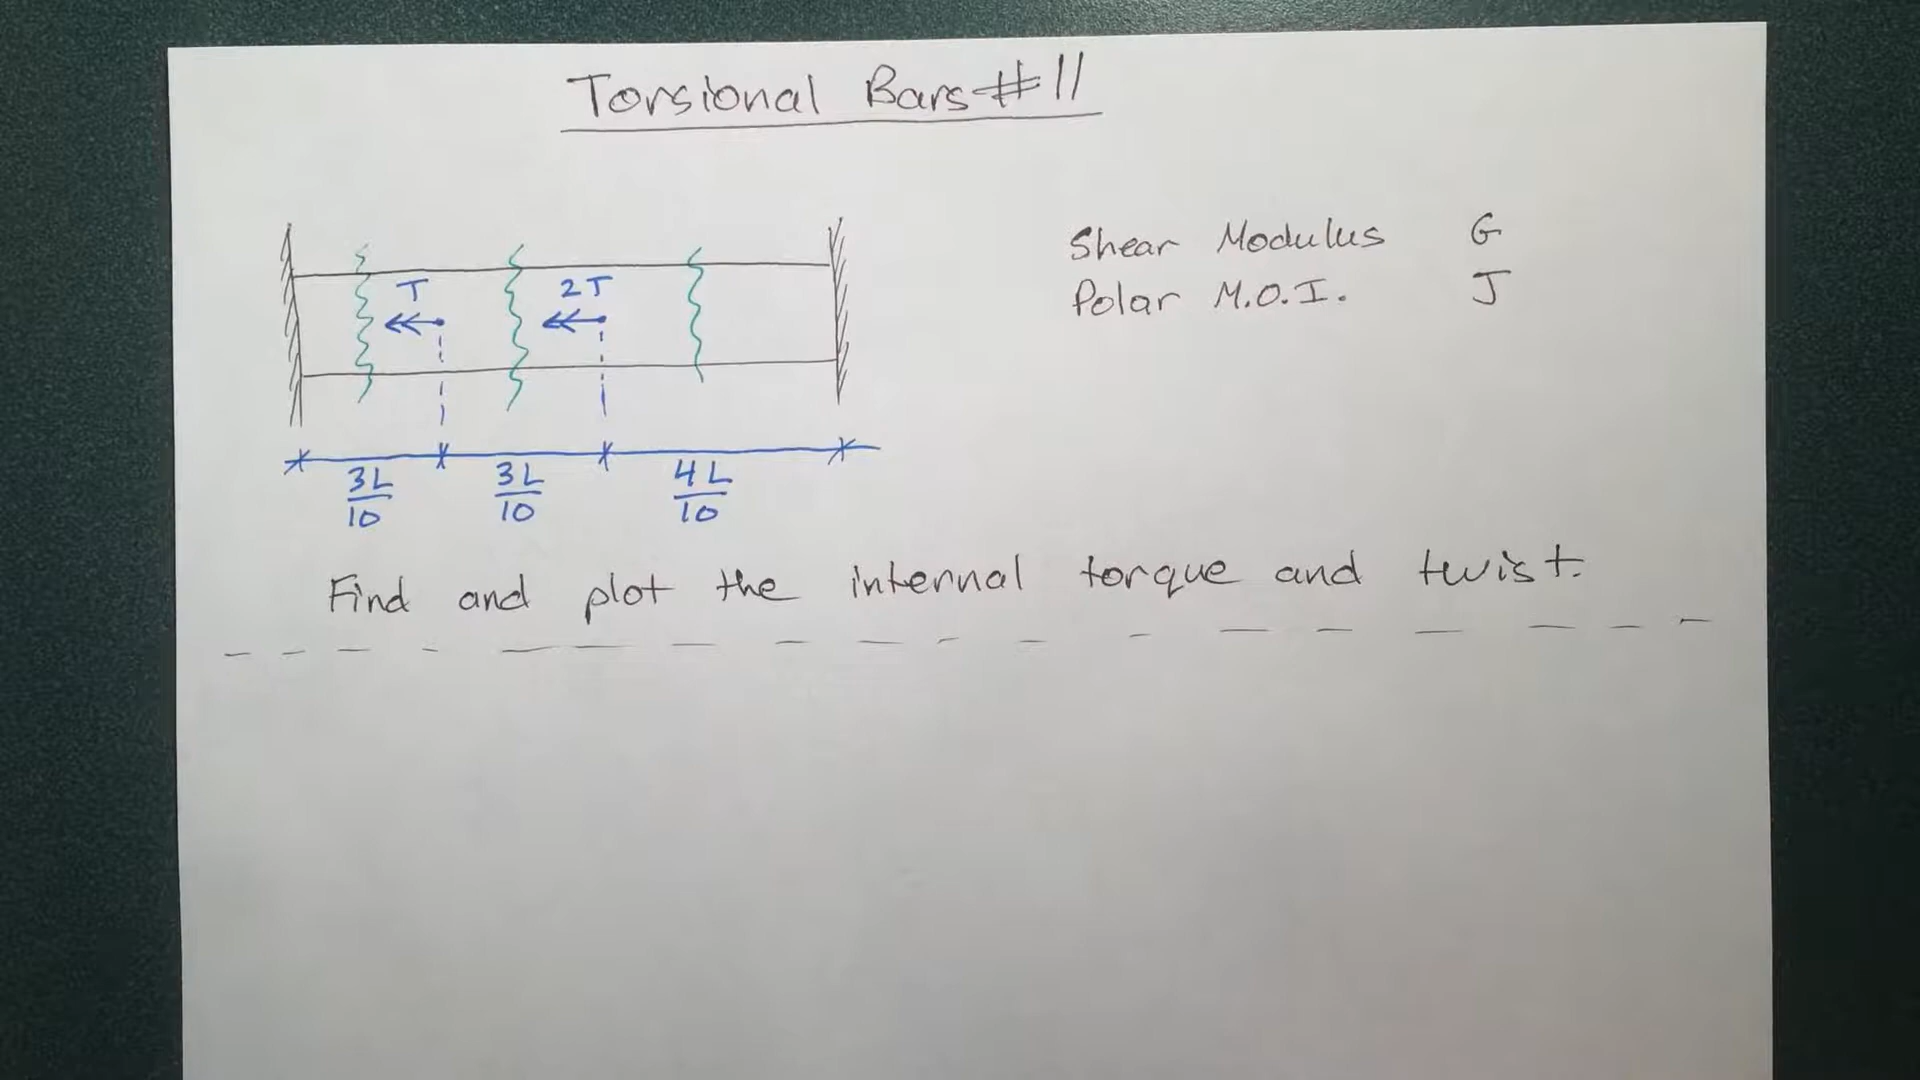 Torsional Bars #11
Shear Modulus G
Polar M.O.I. J
T 2T
3L/10 3L/10 4L/10
Find and plot the internal torque and twist.